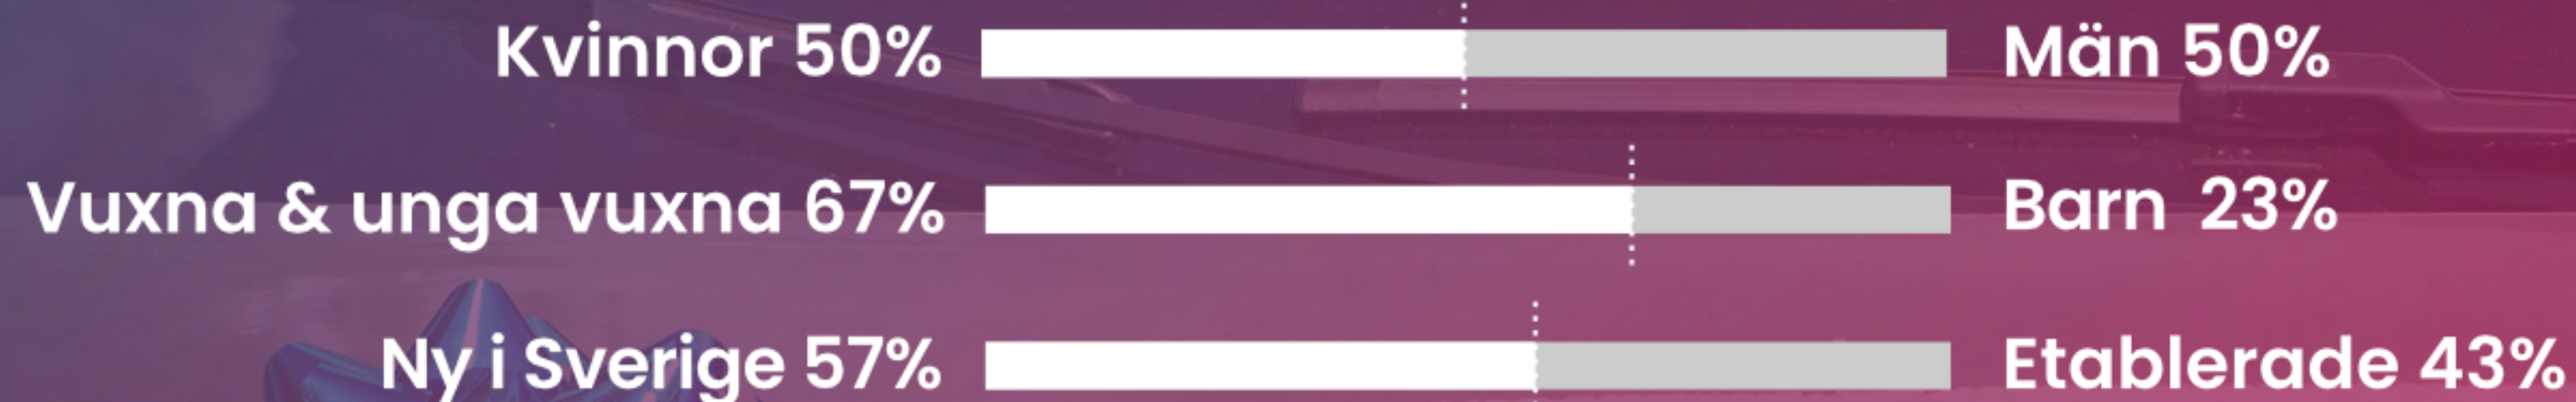 Kvinnor 50% Män 50%
Vuxna & unga vuxna 67% Barn 23%
Ny i Sverige 57% Etablerade 43%